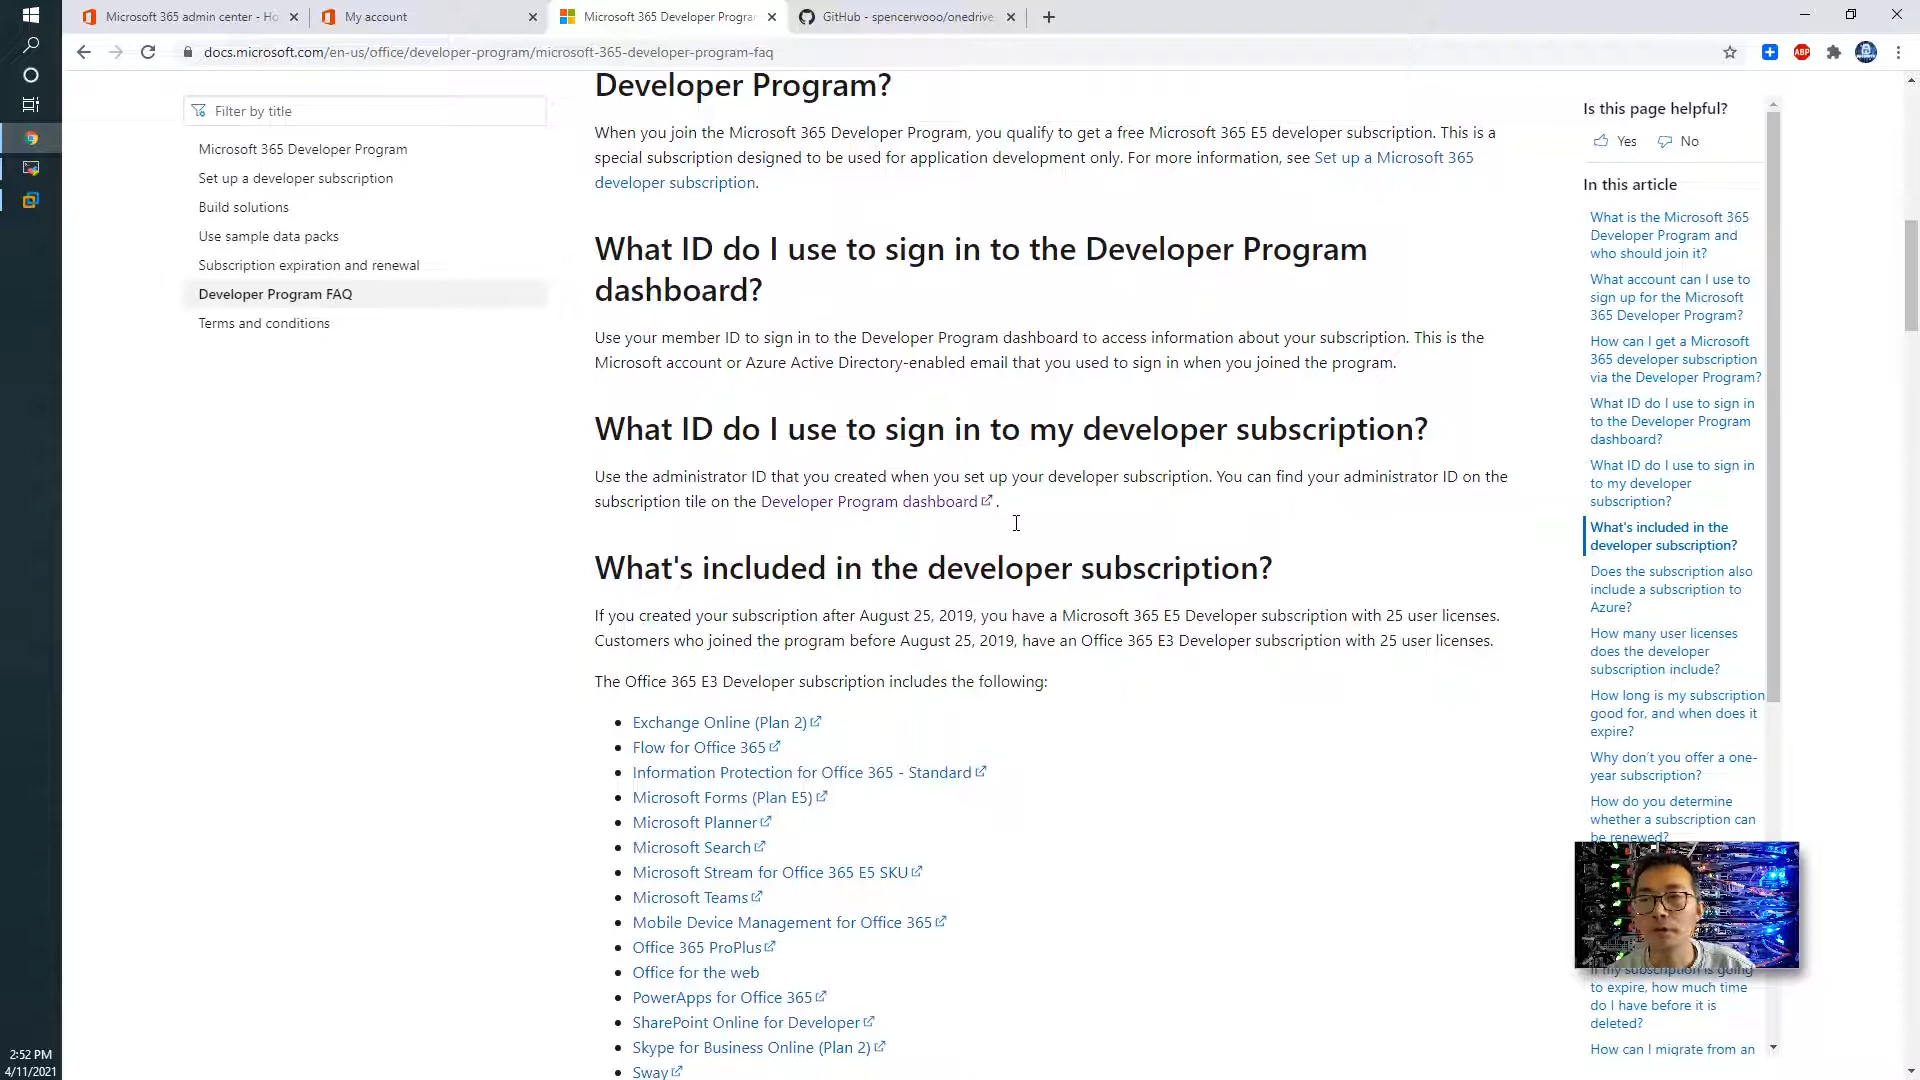 Microsoft 365 admin center - Ho
My account
Microsoft 365 Developer Progra
GitHub - spencerwooo/onedrive
docs.microsoft.com/en-us/office/developer-program/microsoft-365-developer-program-faq
ABP
Filter by title
Microsoft 365 Developer Program
Set up a developer subscription
Build solutions
Use sample data packs
Subscription expiration and renewal
Developer Program FAQ
Terms and conditions
Developer Program?
When you join the Microsoft 365 Developer Program, you qualify to get a free Microsoft 365 E5 developer subscription. This is a
special subscription designed to be used for application development only. For more information, see Set up a Microsoft 365
developer subscription.
What ID do I use to sign in to the Developer Program
dashboard?
Use your member ID to sign in to the Developer Program dashboard to access information about your subscription. This is the
Microsoft account or Azure Active Directory-enabled email that you used to sign in when you joined the program.
What ID do I use to sign in to my developer subscription?
Use the administrator ID that you created when you set up your developer subscription. You can find your administrator ID on the
subscription tile on the Developer Program dashboard.
What's included in the developer subscription?
If you created your subscription after August 25, 2019, you have a Microsoft 365 E5 Developer subscription with 25 user licenses.
Customers who joined the program before August 25, 2019, have an Office 365 E3 Developer subscription with 25 user licenses.
The Office 365 E3 Developer subscription includes the following:
• Exchange Online (Plan 2)
• Flow for Office 365
• Information Protection for Office 365 - Standard
• Microsoft Forms (Plan E5)
• Microsoft Planner
• Microsoft Search
• Microsoft Stream for Office 365 E5 SKU
• Microsoft Teams
• Mobile Device Management for Office 365
• Office 365 ProPlus
• Office for the web
• PowerApps for Office 365
• SharePoint Online for Developer
• Skype for Business Online (Plan 2)
• Sway
Is this page helpful?
Yes No
In this article
What is the Microsoft 365
Developer Program and
who should join it?
What account can I use to
sign up for the Microsoft
365 Developer Program?
How can I get a Microsoft
365 developer subscription
via the Developer Program?
What ID do I use to sign in
to the Developer Program
dashboard?
What ID do I use to sign in
to my developer
subscription?
What's included in the
developer subscription?
Does the subscription also
include a subscription to
Azure?
How many user licenses
does the developer
subscription include?
How long is my subscription
good for, and when does it
expire?
Why don't you offer a one-
year subscription?
How do you determine
whether a subscription can
be renewed?
If my subscription is going
to expire, how much time
do I have before it is
deleted?
How can I migrate from an
2:52 PM
4/11/2021